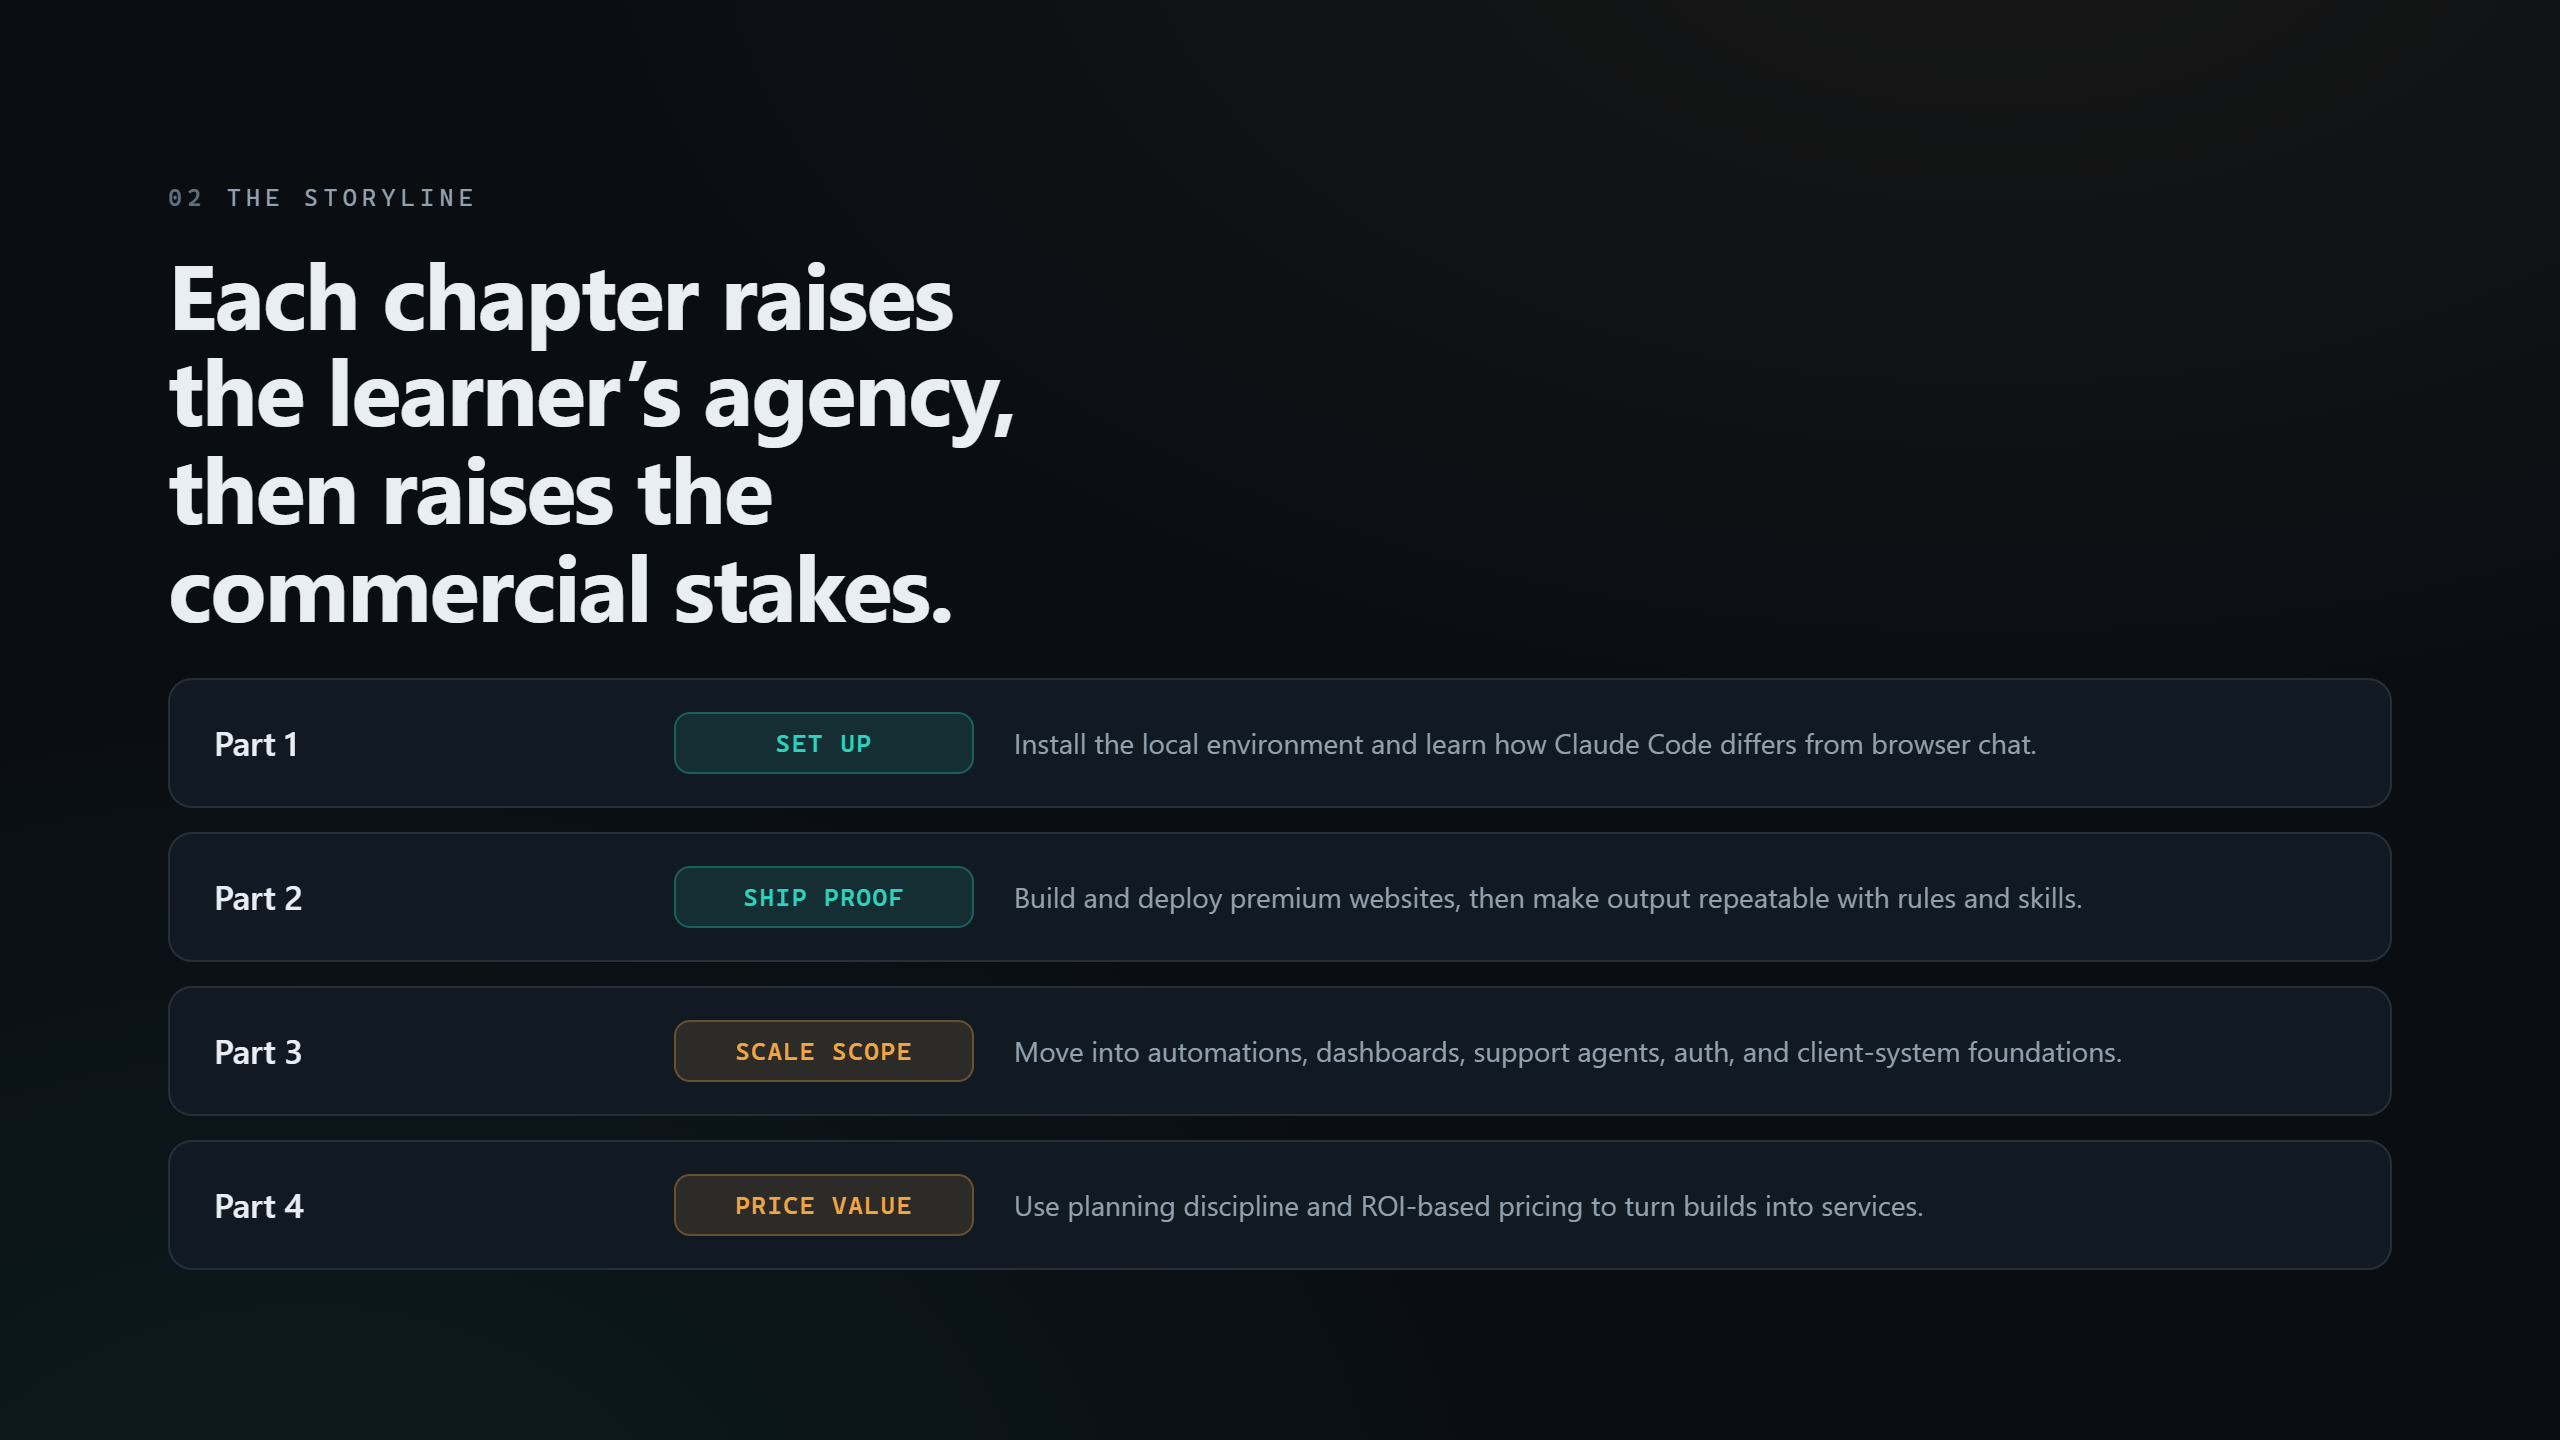 02 THE STORYLINE
Each chapter raises
the learner’s agency,
then raises the
commercial stakes.
Part 1
SET UP
Install the local environment and learn how Claude Code differs from browser chat.
Part 2
SHIP PROOF
Build and deploy premium websites, then make output repeatable with rules and skills.
Part 3
SCALE SCOPE
Move into automations, dashboards, support agents, auth, and client-system foundations.
Part 4
PRICE VALUE
Use planning discipline and ROI-based pricing to turn builds into services.